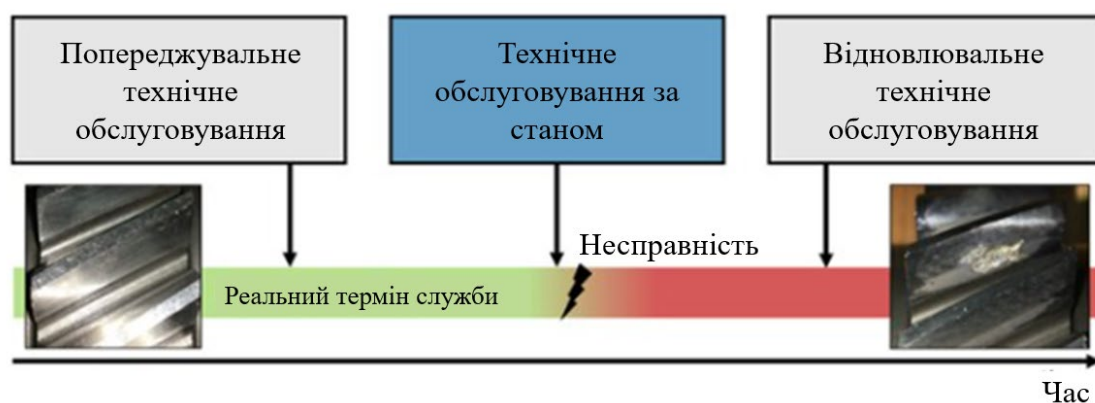 Попереджувальне
технічне
обслуговування
Технічне
обслуговування за
станом
Відновлювальне
технічне
обслуговування
Несправність
Реальний термін служби
Час